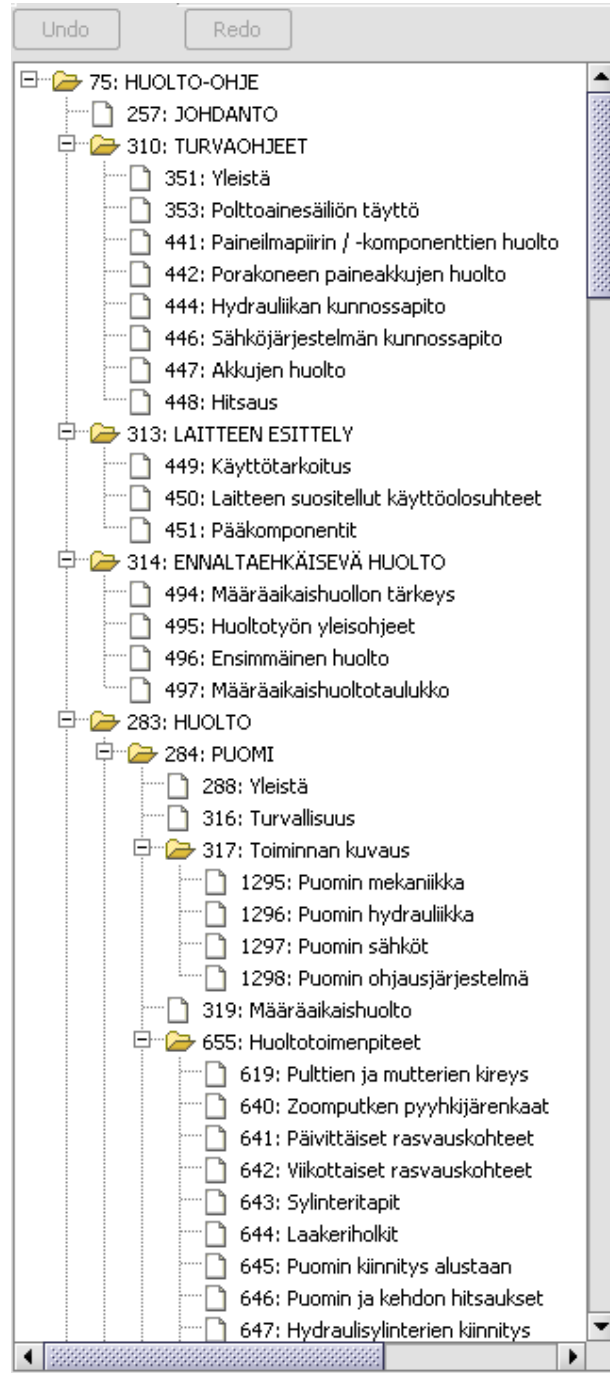 Undo Redo
75: HUOLTO-OHJE
257: JOHDANTO
310: TURVAOHJEET
351: Yleistä
353: Polttoainesäiliön täyttö
441: Paineilmapiirin / -komponenttien huolto
442: Porakoneen paineakkujen huolto
444: Hydrauliikan kunnossapito
446: Sähköjärjestelmän kunnossapito
447: Akkujen huolto
448: Hitsaus
313: LAITTEEN ESITTELY
449: Käyttötarkoitus
450: Laitteen suositellut käyttöolosuhteet
451: Pääkomponentit
314: ENNALTAEHKÄISEVÄ HUOLTO
494: Määräaikaishuollon tärkeys
495: Huoltotyön yleisohjeet
496: Ensimmäinen huolto
497: Määräaikaishuoltotaulukko
283: HUOLTO
284: PUOMI
288: Yleistä
316: Turvallisuus
317: Toiminnan kuvaus
1295: Puomin mekaniikka
1296: Puomin hydrauliikka
1297: Puomin sähköt
1298: Puomin ohjausjärjestelmä
319: Määräaikaishuolto
655: Huoltotoimenpiteet
619: Pulttien ja mutterien kireys
640: Zoomputken pyyhkijärenkaat
641: Päivittäiset rasvauskohteet
642: Viikottaiset rasvauskohteet
643: Sylinteritapit
644: Laakeriholkit
645: Puomin kiinnitys alustaan
646: Puomin ja kehdon hitsaukset
647: Hydraulisylinterien kiinnitys